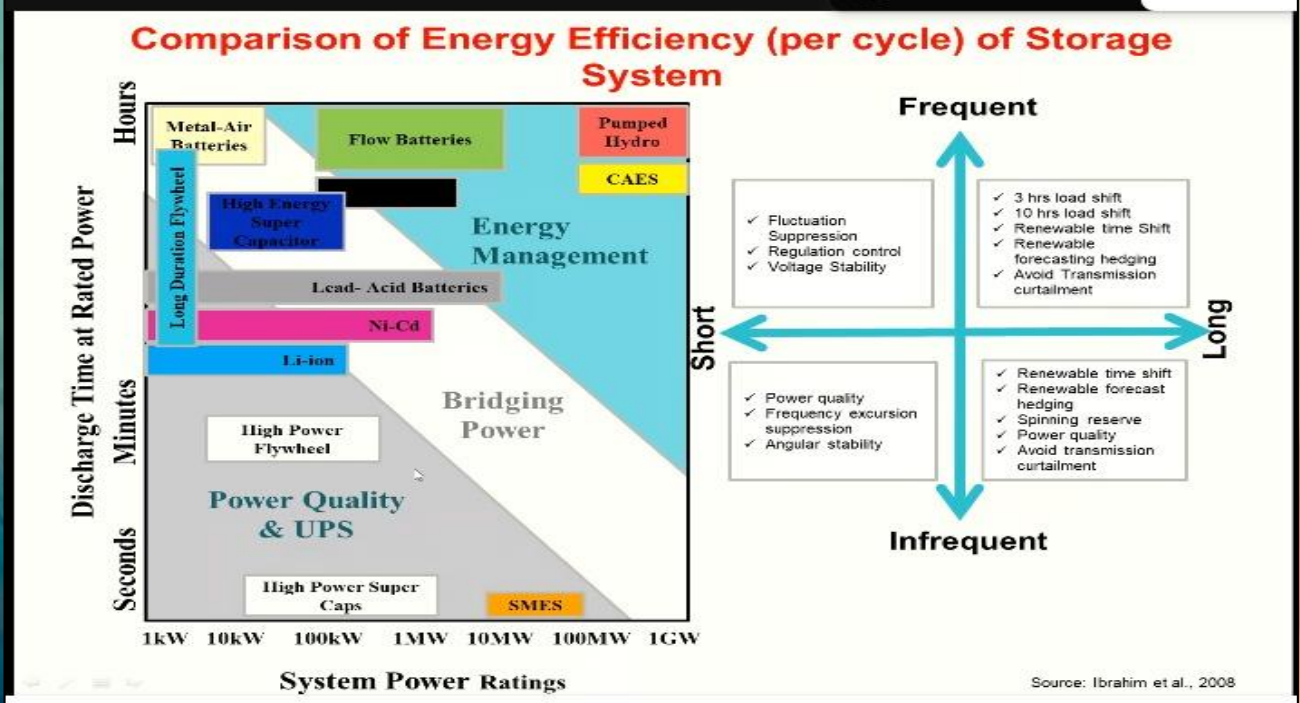 Comparison of Energy Efficiency (per cycle) of Storage
System
Discharge Time at Rated Power
Hours
Minutes
Seconds
Metal-Air
Batteries
Flow Batteries
Pumped
Hydro
CAES
Long Duration Flywheel
High Energy
Super
Capacitor
Energy
Management
Lead- Acid Batteries
Ni-Cd
Li-ion
Bridging
Power
High Power
Flywheel
Power Quality
& UPS
High Power Super
Caps
SMES
1kW 10kW 100kW 1MW 10MW 100MW 1GW
System Power Ratings
Frequent
✓ Fluctuation
Suppression
✓ Regulation control
✓ Voltage Stability
✓ 3 hrs load shift
✓ 10 hrs load shift
✓ Renewable time Shift
✓ Renewable
forecasting hedging
✓ Avoid Transmission
curtailment
Short
Long
✓ Power quality
✓ Frequency excursion
suppression
✓ Angular stability
✓ Renewable time shift
✓ Renewable forecast
hedging
✓ Spinning reserve
✓ Power quality
✓ Avoid transmission
curtailment
Infrequent
Source: Ibrahim et al., 2008